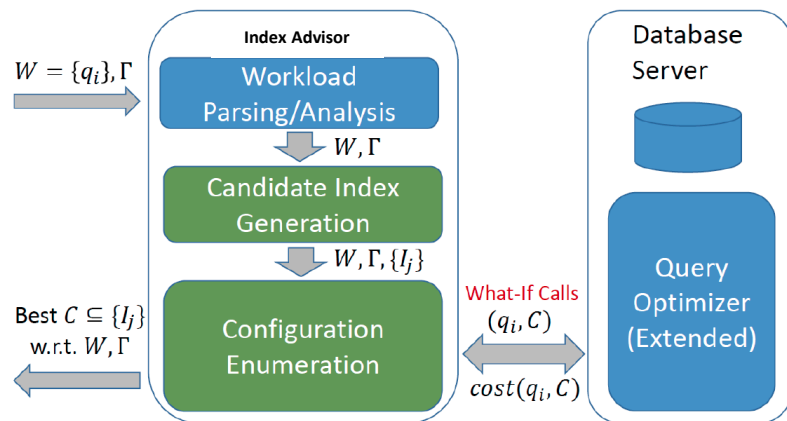 Index Advisor
W = {q_i}, Γ
Workload
Parsing/Analysis
W, Γ
Candidate Index
Generation
W, Γ, {I_j}
Configuration
Enumeration
Best C ⊆ {I_j}
w.r.t. W, Γ
What-If Calls
(q_i, C)
cost(q_i, C)
Database
Server
Query
Optimizer
(Extended)